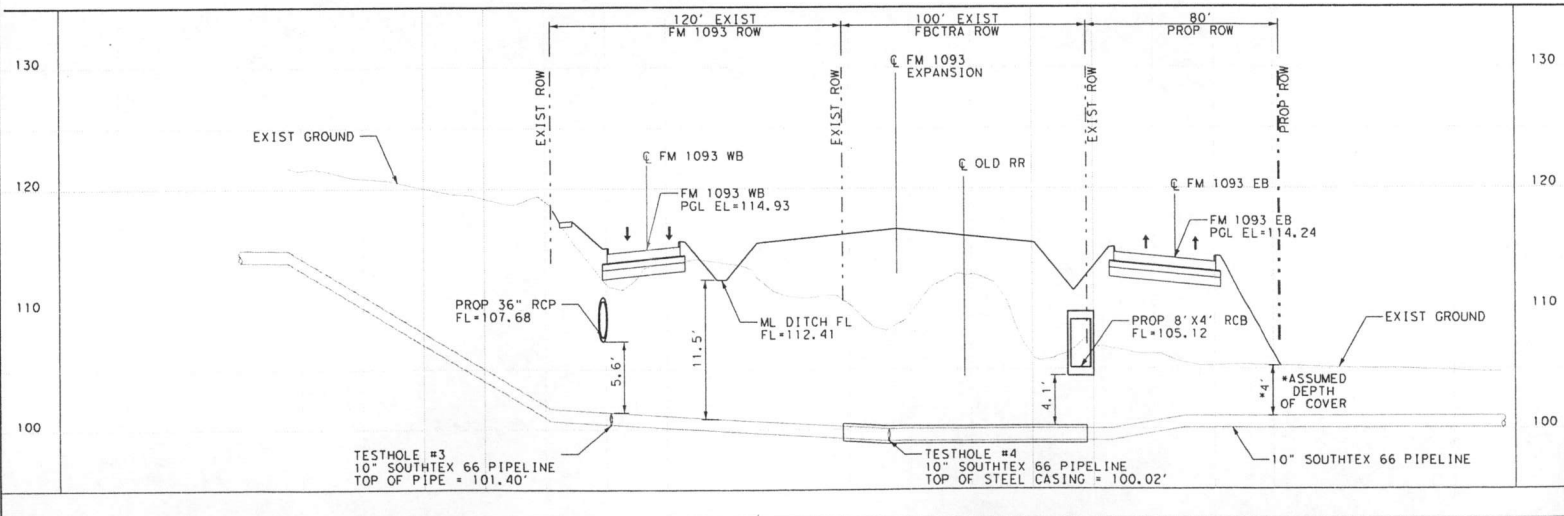 120' EXIST
FM 1093 ROW
100' EXIST
FBCTRA ROW
80'
PROP ROW
130
130
℄ FM 1093
EXPANSION
EXIST ROW
EXIST ROW
EXIST ROW
PROP ROW
EXIST GROUND
℄ FM 1093 WB
℄ OLD RR
℄ FM 1093 EB
120
120
FM 1093 WB
PGL EL=114.93
FM 1093 EB
PGL EL=114.24
110
110
PROP 36" RCP
FL=107.68
ML DITCH FL
FL=112.41
PROP 8'X4' RCB
FL=105.12
EXIST GROUND
5.6'
11.5'
4.1'
*4'
*ASSUMED
DEPTH
OF COVER
100
100
TESTHOLE #3
10" SOUTHTEX 66 PIPELINE
TOP OF PIPE = 101.40'
TESTHOLE #4
10" SOUTHTEX 66 PIPELINE
TOP OF STEEL CASING = 100.02'
10" SOUTHTEX 66 PIPELINE